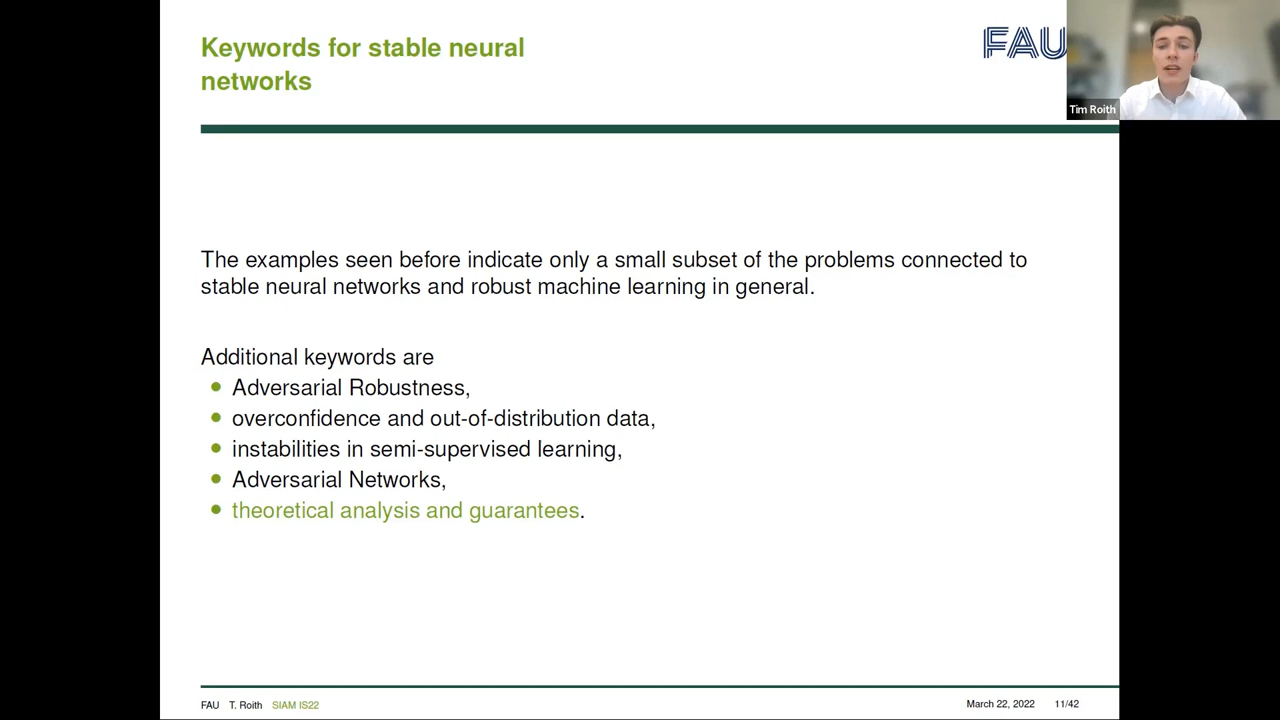 Keywords for stable neural
networks
FAU
Tim Roith
The examples seen before indicate only a small subset of the problems connected to
stable neural networks and robust machine learning in general.
Additional keywords are
Adversarial Robustness,
overconfidence and out-of-distribution data,
instabilities in semi-supervised learning,
Adversarial Networks,
theoretical analysis and guarantees.
FAU T. Roith SIAM IS22 March 22, 2022 11/42